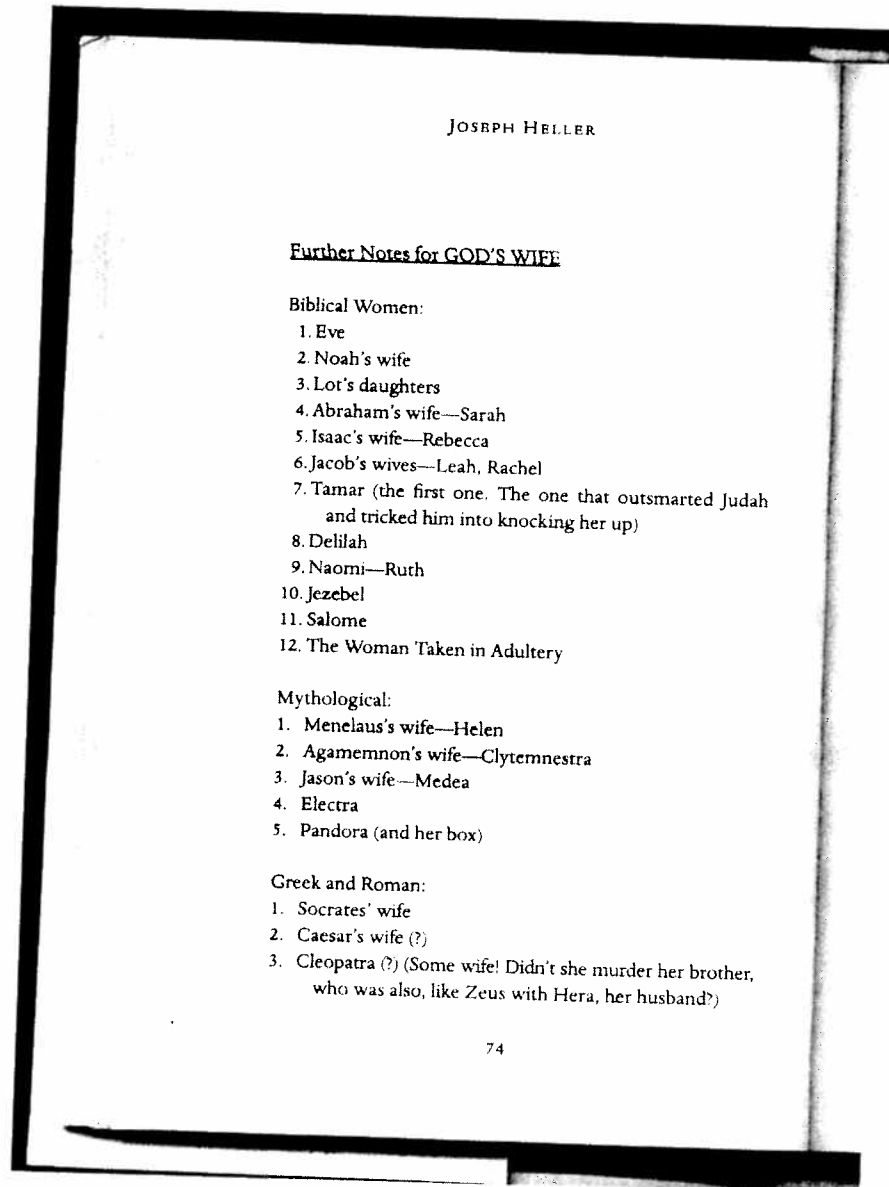 JOSEPH HELLER
Further Notes for GOD'S WIFE
Biblical Women:
1. Eve
2. Noah's wife
3. Lot's daughters
4. Abraham's wife—Sarah
5. Isaac's wife—Rebecca
6. Jacob's wives—Leah, Rachel
7. Tamar (the first one. The one that outsmarted Judah
and tricked him into knocking her up)
8. Delilah
9. Naomi—Ruth
10. Jezebel
11. Salome
12. The Woman Taken in Adultery
Mythological:
1. Menelaus's wife—Helen
2. Agamemnon's wife—Clytemnestra
3. Jason's wife—Medea
4. Electra
5. Pandora (and her box)
Greek and Roman:
1. Socrates' wife
2. Caesar's wife (?)
3. Cleopatra (?) (Some wife! Didn't she murder her brother,
who was also, like Zeus with Hera, her husband?)
74